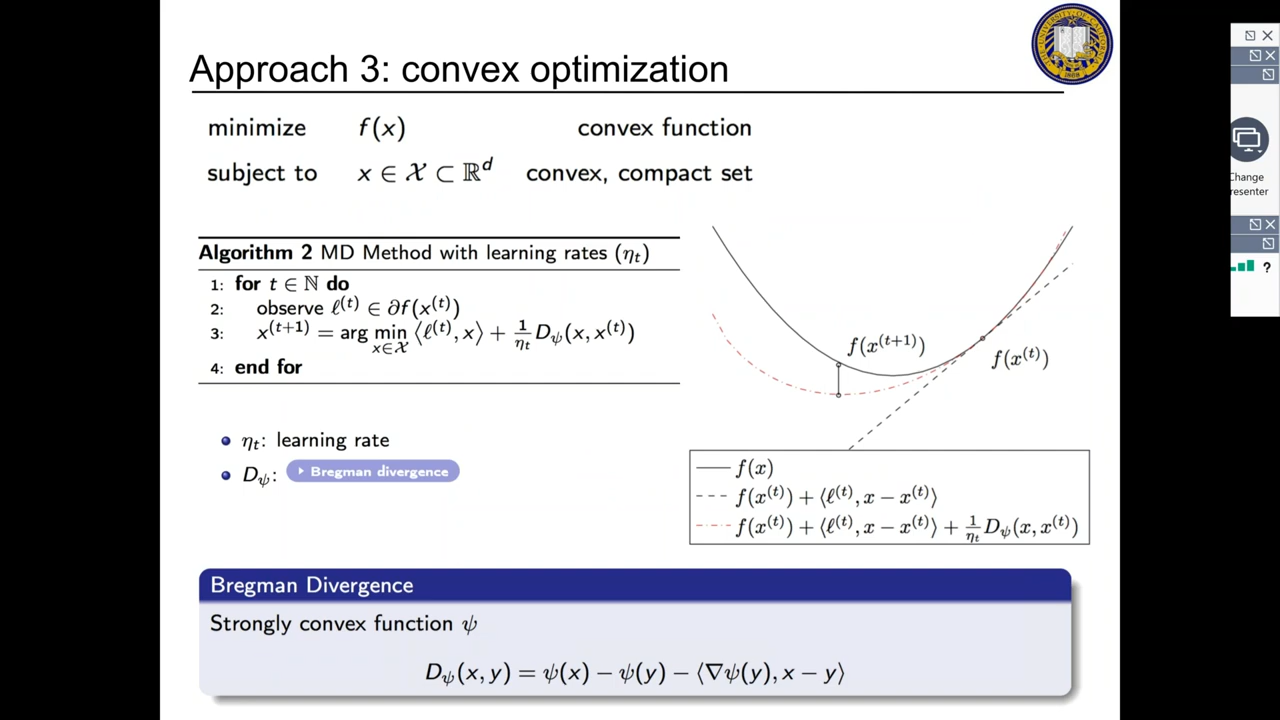 Approach 3: convex optimization
minimize f(x) convex function
subject to x ∈ 𝒳 ⊂ ℝ^d convex, compact set
Algorithm 2 MD Method with learning rates (η_t)
1: for t ∈ ℕ do
2: observe ℓ^(t) ∈ ∂f(x^(t))
3: x^(t+1) = arg min_{x∈𝒳} ⟨ℓ^(t), x⟩ + 1/η_t D_ψ(x, x^(t))
4: end for
f(x^(t+1))
f(x^(t))
η_t: learning rate
D_ψ: Bregman divergence
f(x)
f(x^(t)) + ⟨ℓ^(t), x − x^(t)⟩
f(x^(t)) + ⟨ℓ^(t), x − x^(t)⟩ + 1/η_t D_ψ(x, x^(t))
Bregman Divergence
Strongly convex function ψ
D_ψ(x, y) = ψ(x) − ψ(y) − ⟨∇ψ(y), x − y⟩
Change
resenter
?